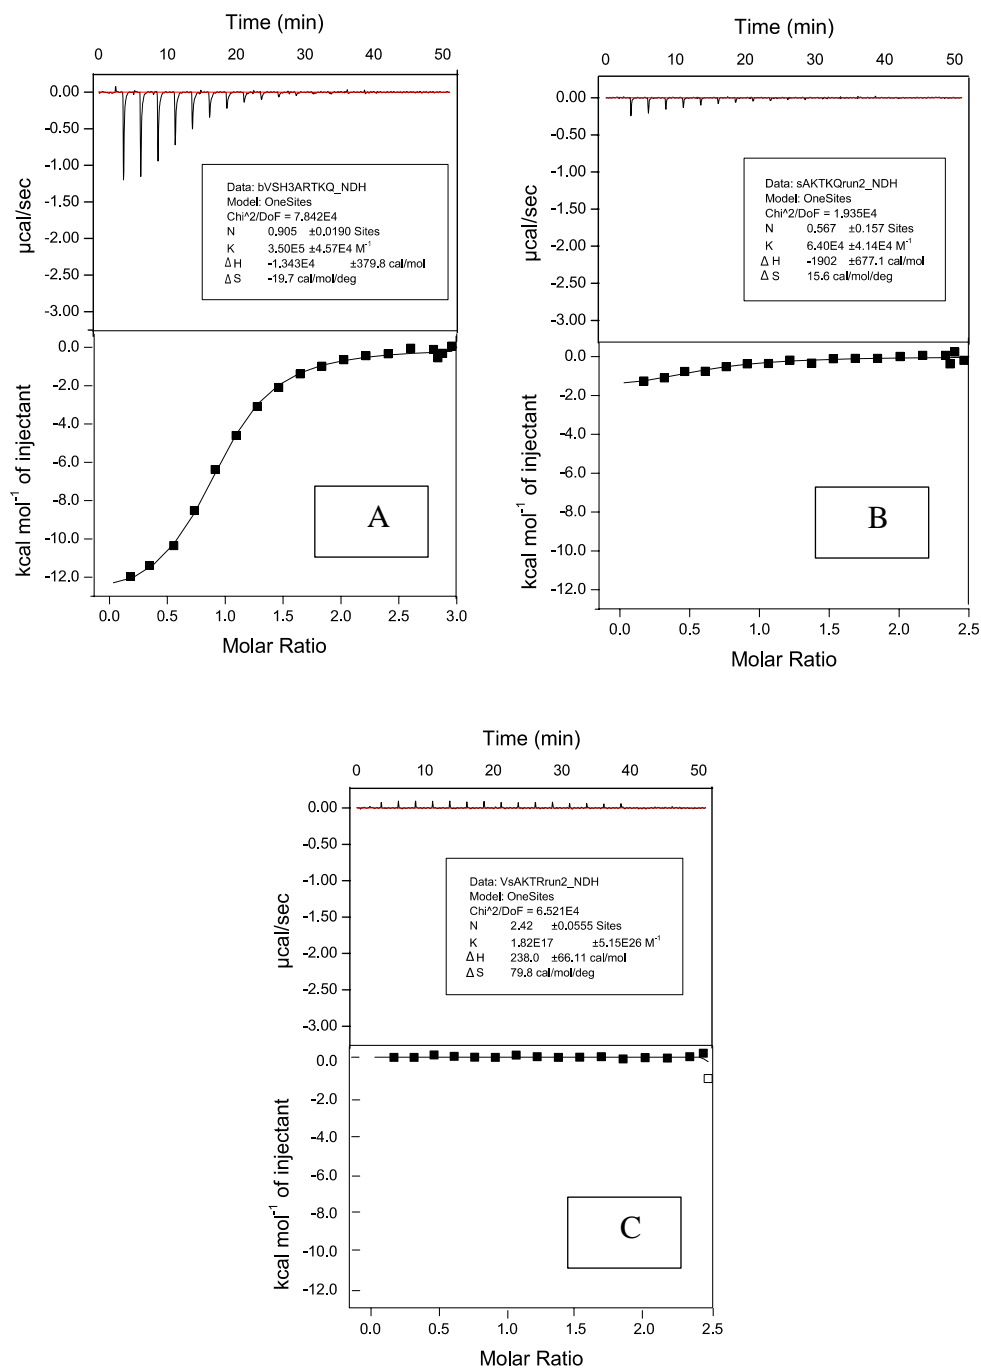 Time (min)
0 10 20 30 40 50
0.00
-0.50
-1.00
-1.50
-2.00
-2.50
-3.00
µcal/sec
Data: bVSH3ARTKQ_NDH
Model: OneSites
Chi^2/DoF = 7.842E4
N 0.905 ±0.0190 Sites
K 3.50E5 ±4.57E4 M⁻¹
Δ H -1.343E4 ±379.8 cal/mol
Δ S -19.7 cal/mol/deg
0.0
-2.0
-4.0
-6.0
-8.0
-10.0
-12.0
kcal mol⁻¹ of injectant
A
0.0 0.5 1.0 1.5 2.0 2.5 3.0
Molar Ratio
Time (min)
0 10 20 30 40 50
0.00
-0.50
-1.00
-1.50
-2.00
-2.50
-3.00
µcal/sec
Data: sAKTKQrun2_NDH
Model: OneSites
Chi^2/DoF = 1.935E4
N 0.567 ±0.157 Sites
K 6.40E4 ±4.14E4 M⁻¹
Δ H -1902 ±677.1 cal/mol
Δ S 15.6 cal/mol/deg
0.0
-2.0
-4.0
-6.0
-8.0
-10.0
-12.0
kcal mol⁻¹ of injectant
B
0.0 0.5 1.0 1.5 2.0 2.5
Molar Ratio
Time (min)
0 10 20 30 40 50
0.00
-0.50
-1.00
-1.50
-2.00
-2.50
-3.00
µcal/sec
Data: VsAKTRrun2_NDH
Model: OneSites
Chi^2/DoF = 6.521E4
N 2.42 ±0.0555 Sites
K 1.82E17 ±5.15E26 M⁻¹
Δ H 238.0 ±66.11 cal/mol
Δ S 79.8 cal/mol/deg
0.0
-2.0
-4.0
-6.0
-8.0
-10.0
-12.0
kcal mol⁻¹ of injectant
C
0.0 0.5 1.0 1.5 2.0 2.5
Molar Ratio